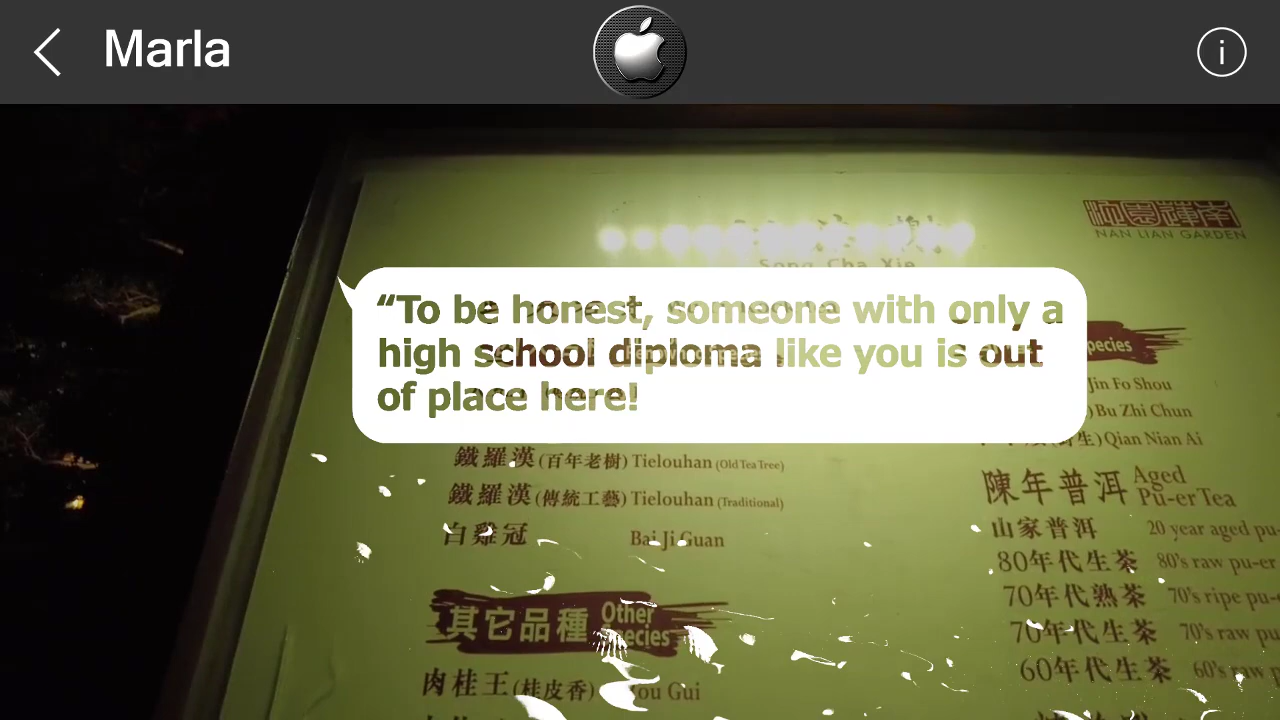 Marla
NAN LIAN GARDEN
Song Cha Xie
“To be honest, someone with only a
high school diploma like you is out
of place here!
pecies
Jin Fo Shou
Bu Zhi Chun
Qian Nian Ai
鐵羅漢(百年老樹) Tielouhan (Old Tea Tree)
鐵羅漢(傳統工藝) Tielouhan (Traditional)
白雞冠 Bai Ji Guan
陳年普洱 Aged
Pu-er Tea
山家普洱 20 year aged pu-
80年代生茶 80's raw pu-er
70年代熟茶 70's ripe pu-
70年代生茶 70's raw pu
60年代生茶 60's raw p
其它品種 Other
Species
肉桂王(桂皮香) You Gui